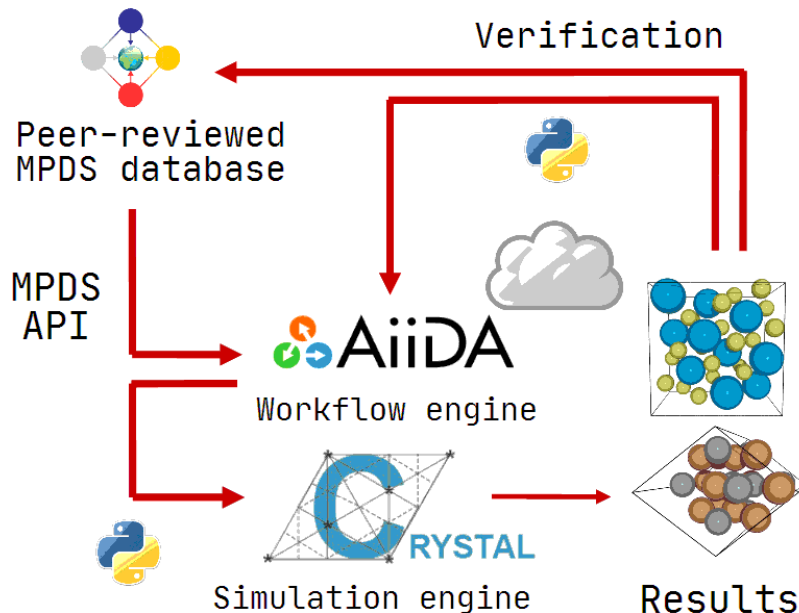 Verification
Peer-reviewed
MPDS database
MPDS
API
AiiDA
Workflow engine
CRYSTAL
Simulation engine
Results